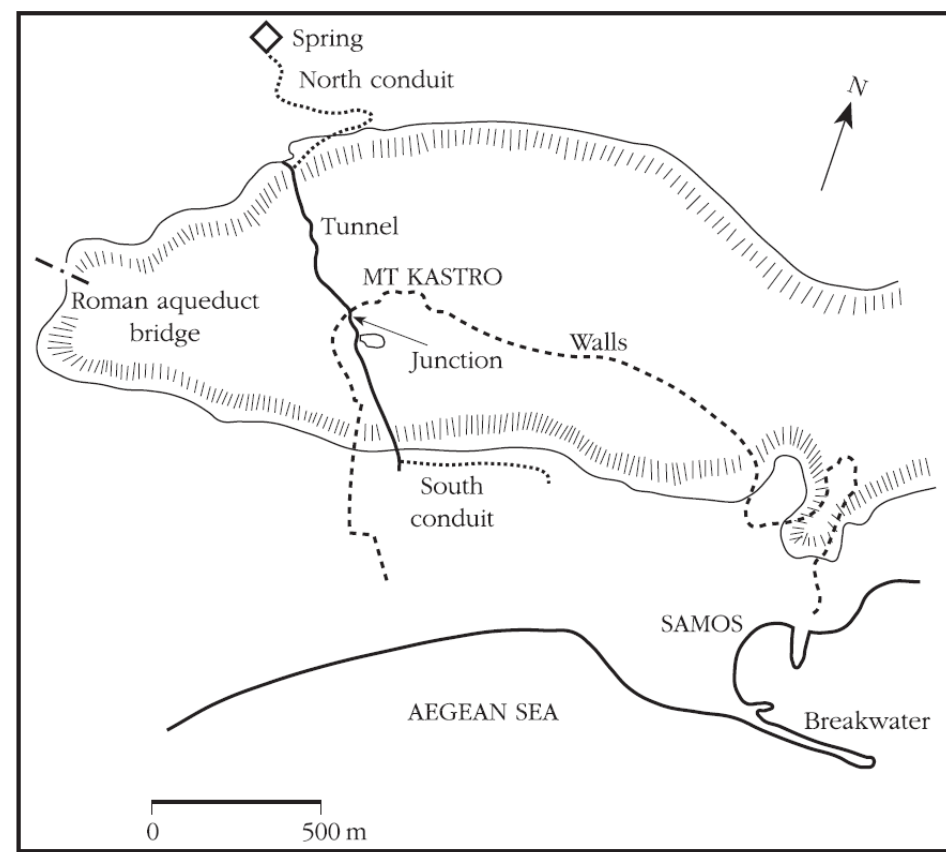 Spring
North conduit
N
Tunnel
MT KASTRO
Roman aqueduct
bridge
Walls
Junction
South
conduit
SAMOS
AEGEAN SEA
Breakwater
0
500 m